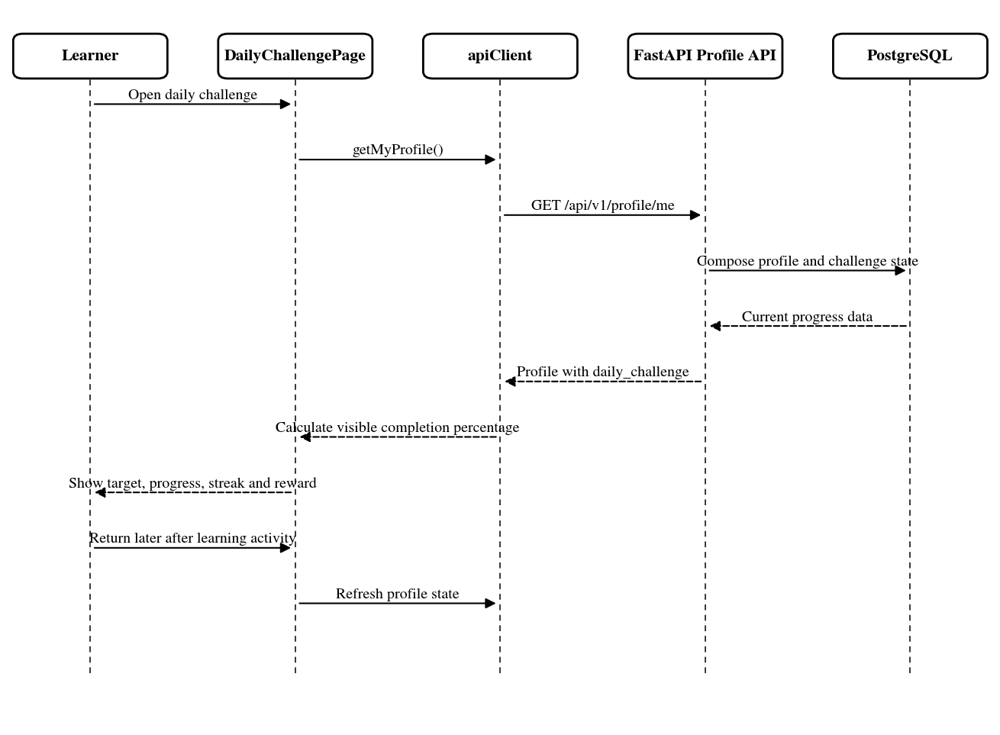 Learner
DailyChallengePage
apiClient
FastAPI Profile API
PostgreSQL
Open daily challenge
getMyProfile()
GET /api/v1/profile/me
Compose profile and challenge state
Current progress data
Profile with daily_challenge
Calculate visible completion percentage
Show target, progress, streak and reward
Return later after learning activity
Refresh profile state